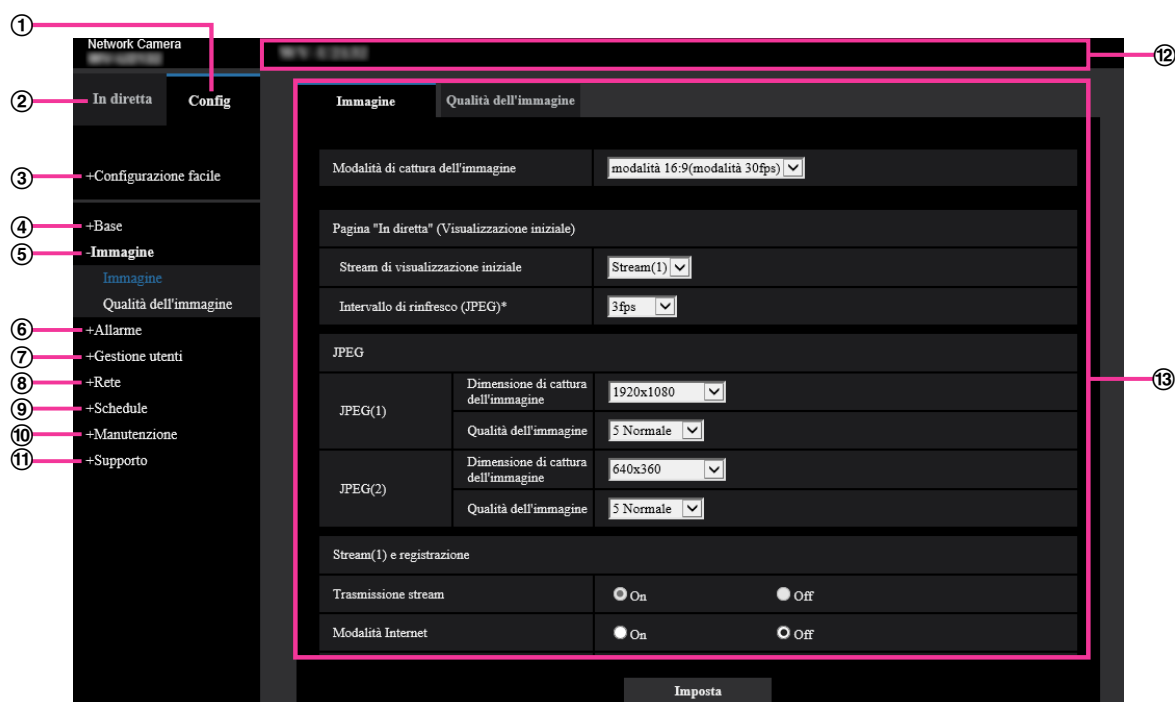 ①
Network Camera
⑫
②
In diretta
Config
Immagine
Qualità dell'immagine
Modalità di cattura dell'immagine
modalità 16:9(modalità 30fps)
③
+Configurazione facile
Pagina "In diretta" (Visualizzazione iniziale)
④
+Base
⑤
-Immagine
Stream di visualizzazione iniziale
Stream(1)
Immagine
Qualità dell'immagine
Intervallo di rinfresco (JPEG)*
3fps
⑥
+Allarme
⑦
+Gestione utenti
JPEG
⑧
+Rete
⑬
⑨
+Schedule
⑩
+Manutenzione
⑪
+Supporto
JPEG(1)
Dimensione di cattura
dell'immagine
1920x1080
Qualità dell'immagine
5 Normale
JPEG(2)
Dimensione di cattura
dell'immagine
640x360
Qualità dell'immagine
5 Normale
Stream(1) e registrazione
Trasmissione stream
On
Off
Modalità Internet
On
Off
Imposta